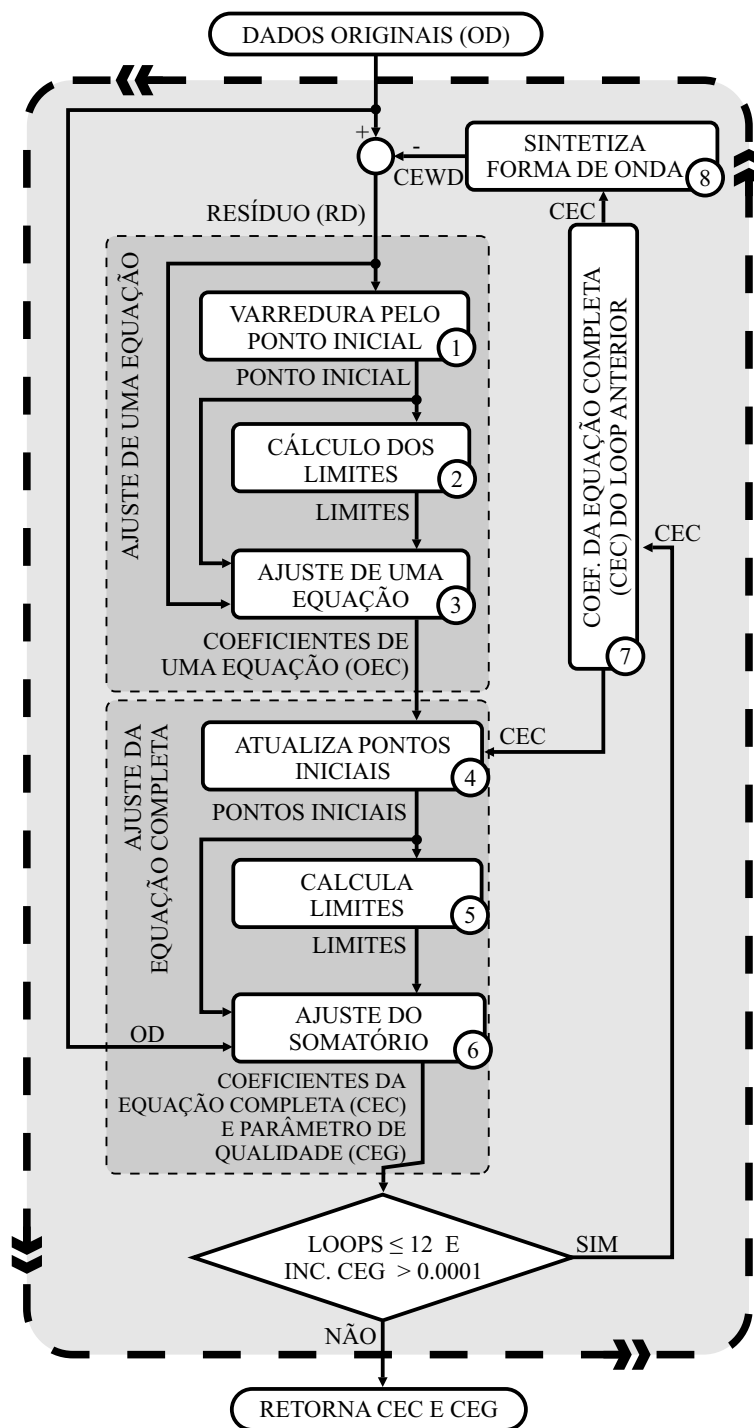 DADOS ORIGINAIS (OD)
+
-
CEWD
SINTETIZA
FORMA DE ONDA
8
CEC
RESÍDUO (RD)
AJUSTE DE UMA EQUAÇÃO
VARREDURA PELO
PONTO INICIAL
1
PONTO INICIAL
CÁLCULO DOS
LIMITES
2
LIMITES
AJUSTE DE UMA
EQUAÇÃO
3
COEFICIENTES DE
UMA EQUAÇÃO (OEC)
COEF. DA EQUAÇÃO COMPLETA
(CEC) DO LOOP ANTERIOR
7
CEC
CEC
AJUSTE DA
EQUAÇÃO COMPLETA
ATUALIZA PONTOS
INICIAIS
4
PONTOS INICIAIS
CALCULA
LIMITES
5
LIMITES
OD
AJUSTE DO
SOMATÓRIO
6
COEFICIENTES DA
EQUAÇÃO COMPLETA (CEC)
E PARÂMETRO DE
QUALIDADE (CEG)
LOOPS ≤ 12 E
INC. CEG > 0.0001
SIM
NÃO
RETORNA CEC E CEG